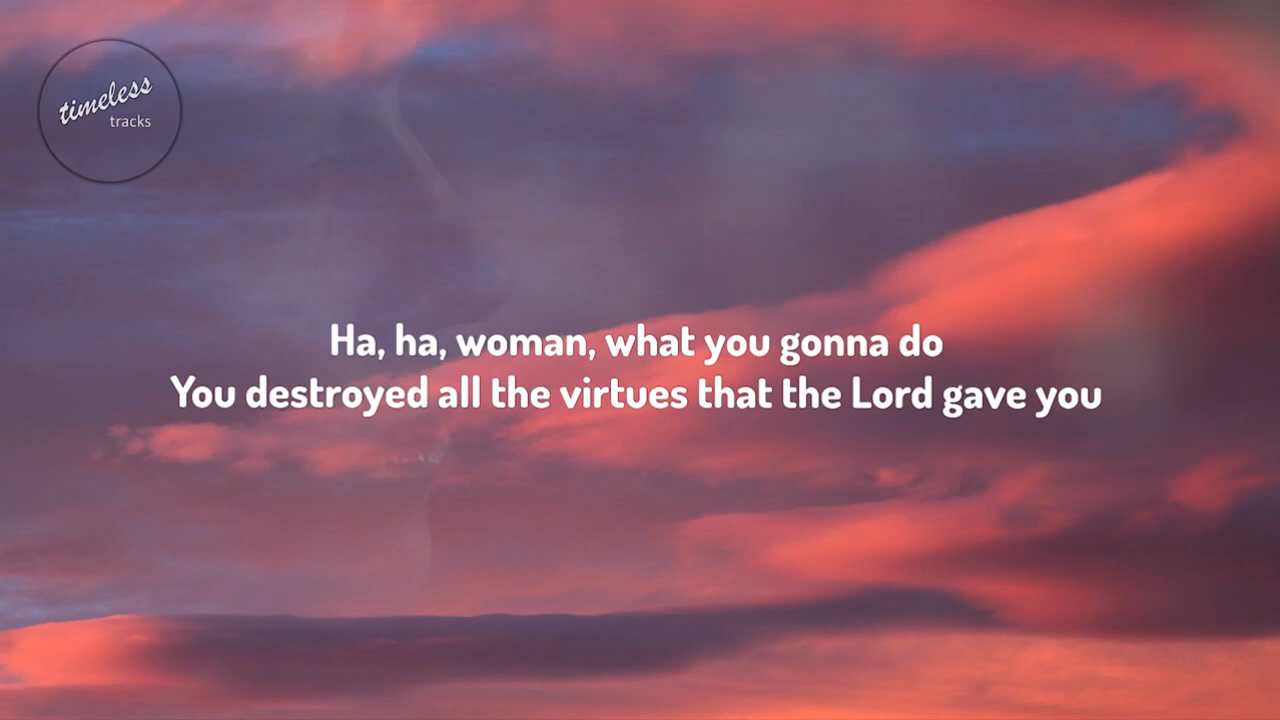 timeless
tracks
Ha, ha, woman, what you gonna do
You destroyed all the virtues that the Lord gave you